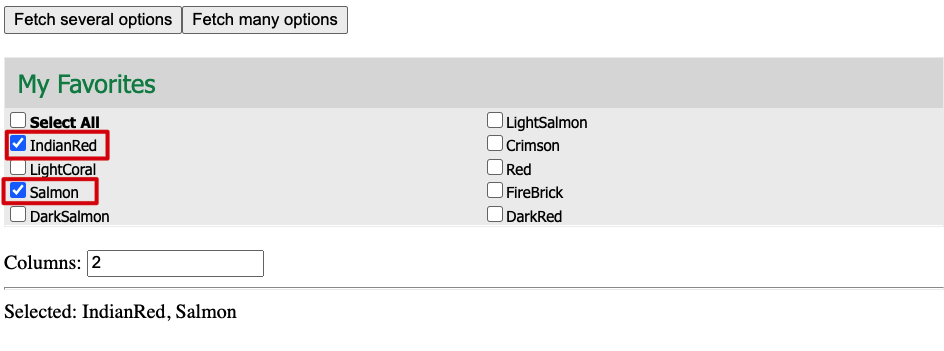 Fetch several options Fetch many options
My Favorites
Select All
IndianRed
LightCoral
Salmon
DarkSalmon
LightSalmon
Crimson
Red
FireBrick
DarkRed
Columns: 2
Selected: IndianRed, Salmon